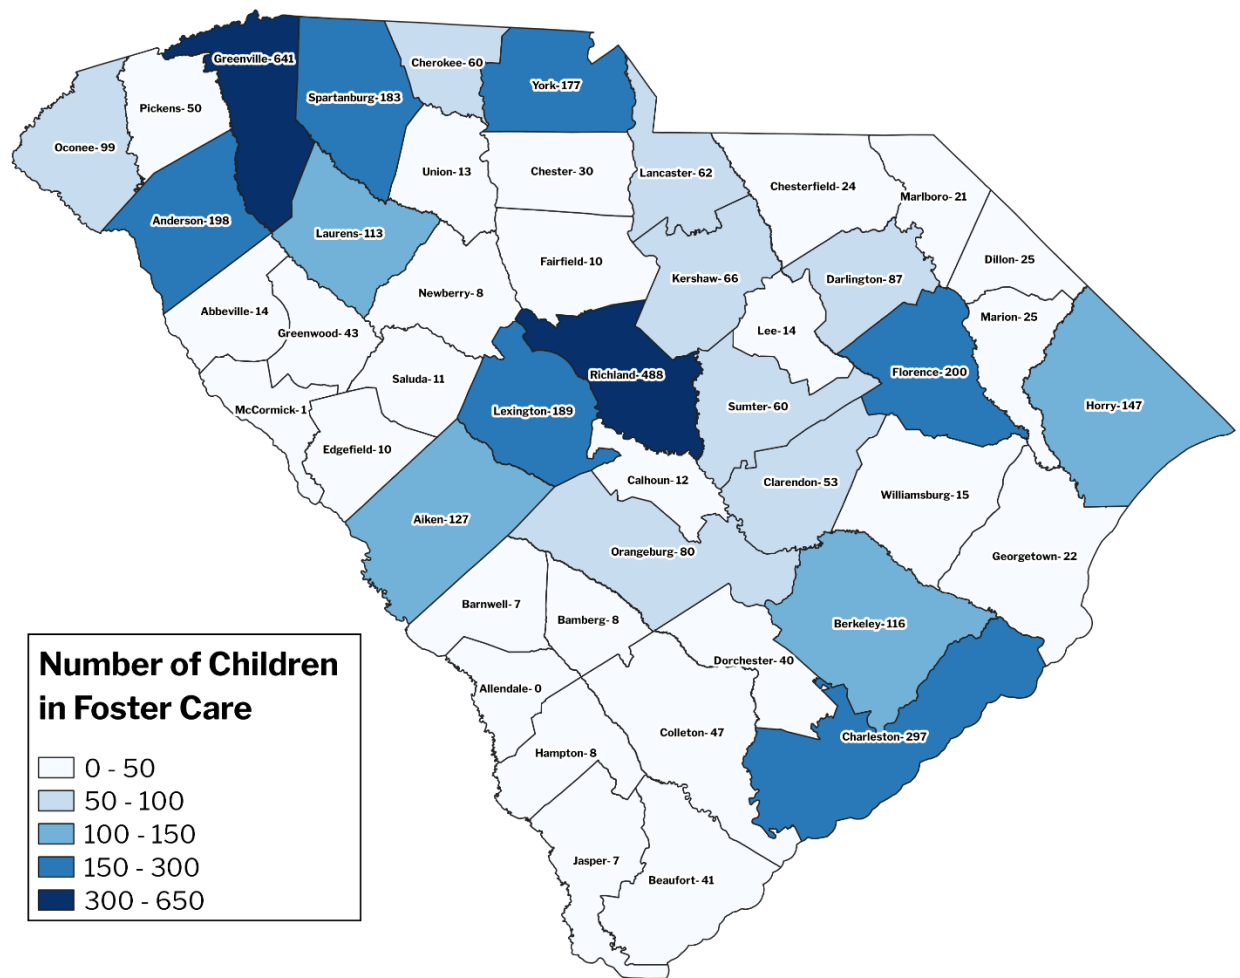 Greenville- 641
Cherokee- 60
York- 177
Spartanburg- 183
Pickens- 50
Oconee- 99
Union- 13
Chester- 30
Lancaster- 62
Chesterfield- 24
Marlboro- 21
Anderson- 198
Laurens- 113
Fairfield- 10
Kershaw- 66
Darlington- 87
Dillon- 25
Newberry- 8
Abbeville- 14
Greenwood- 43
Lee- 14
Marion- 25
Saluda- 11
Richland- 488
Florence- 200
McCormick- 1
Lexington- 189
Sumter- 60
Horry- 147
Edgefield- 10
Calhoun- 12
Clarendon- 53
Williamsburg- 15
Aiken- 127
Orangeburg- 80
Georgetown- 22
Barnwell- 7
Bamberg- 8
Berkeley- 116
Dorchester- 40
Allendale- 0
Colleton- 47
Charleston- 297
Hampton- 8
Jasper- 7
Beaufort- 41
Number of Children
in Foster Care
0 - 50
50 - 100
100 - 150
150 - 300
300 - 650